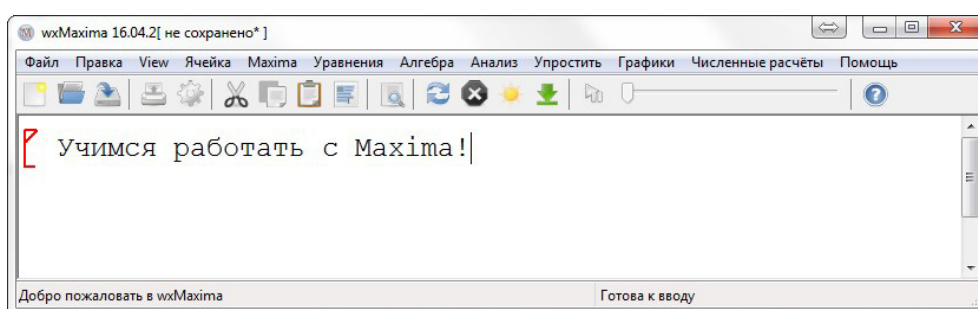 wxMaxima 16.04.2[ не сохранено* ]
Файл Правка View Ячейка Maxima Уравнения Алгебра Анализ Упростить Графики Численные расчёты Помощь
Учимся работать с Maxima!
Добро пожаловать в wxMaxima Готова к вводу